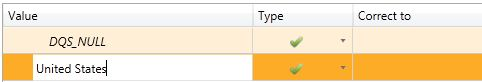 Value Type Correct to
DQS_NULL
United States